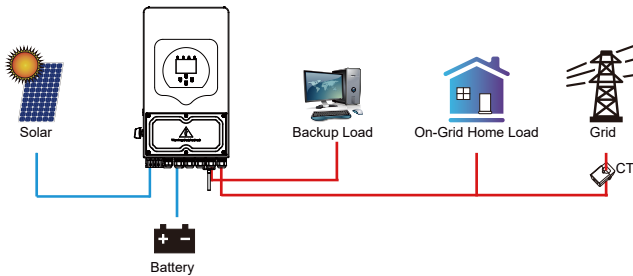 Solar
Backup Load
On-Grid Home Load
Grid
CT
Battery